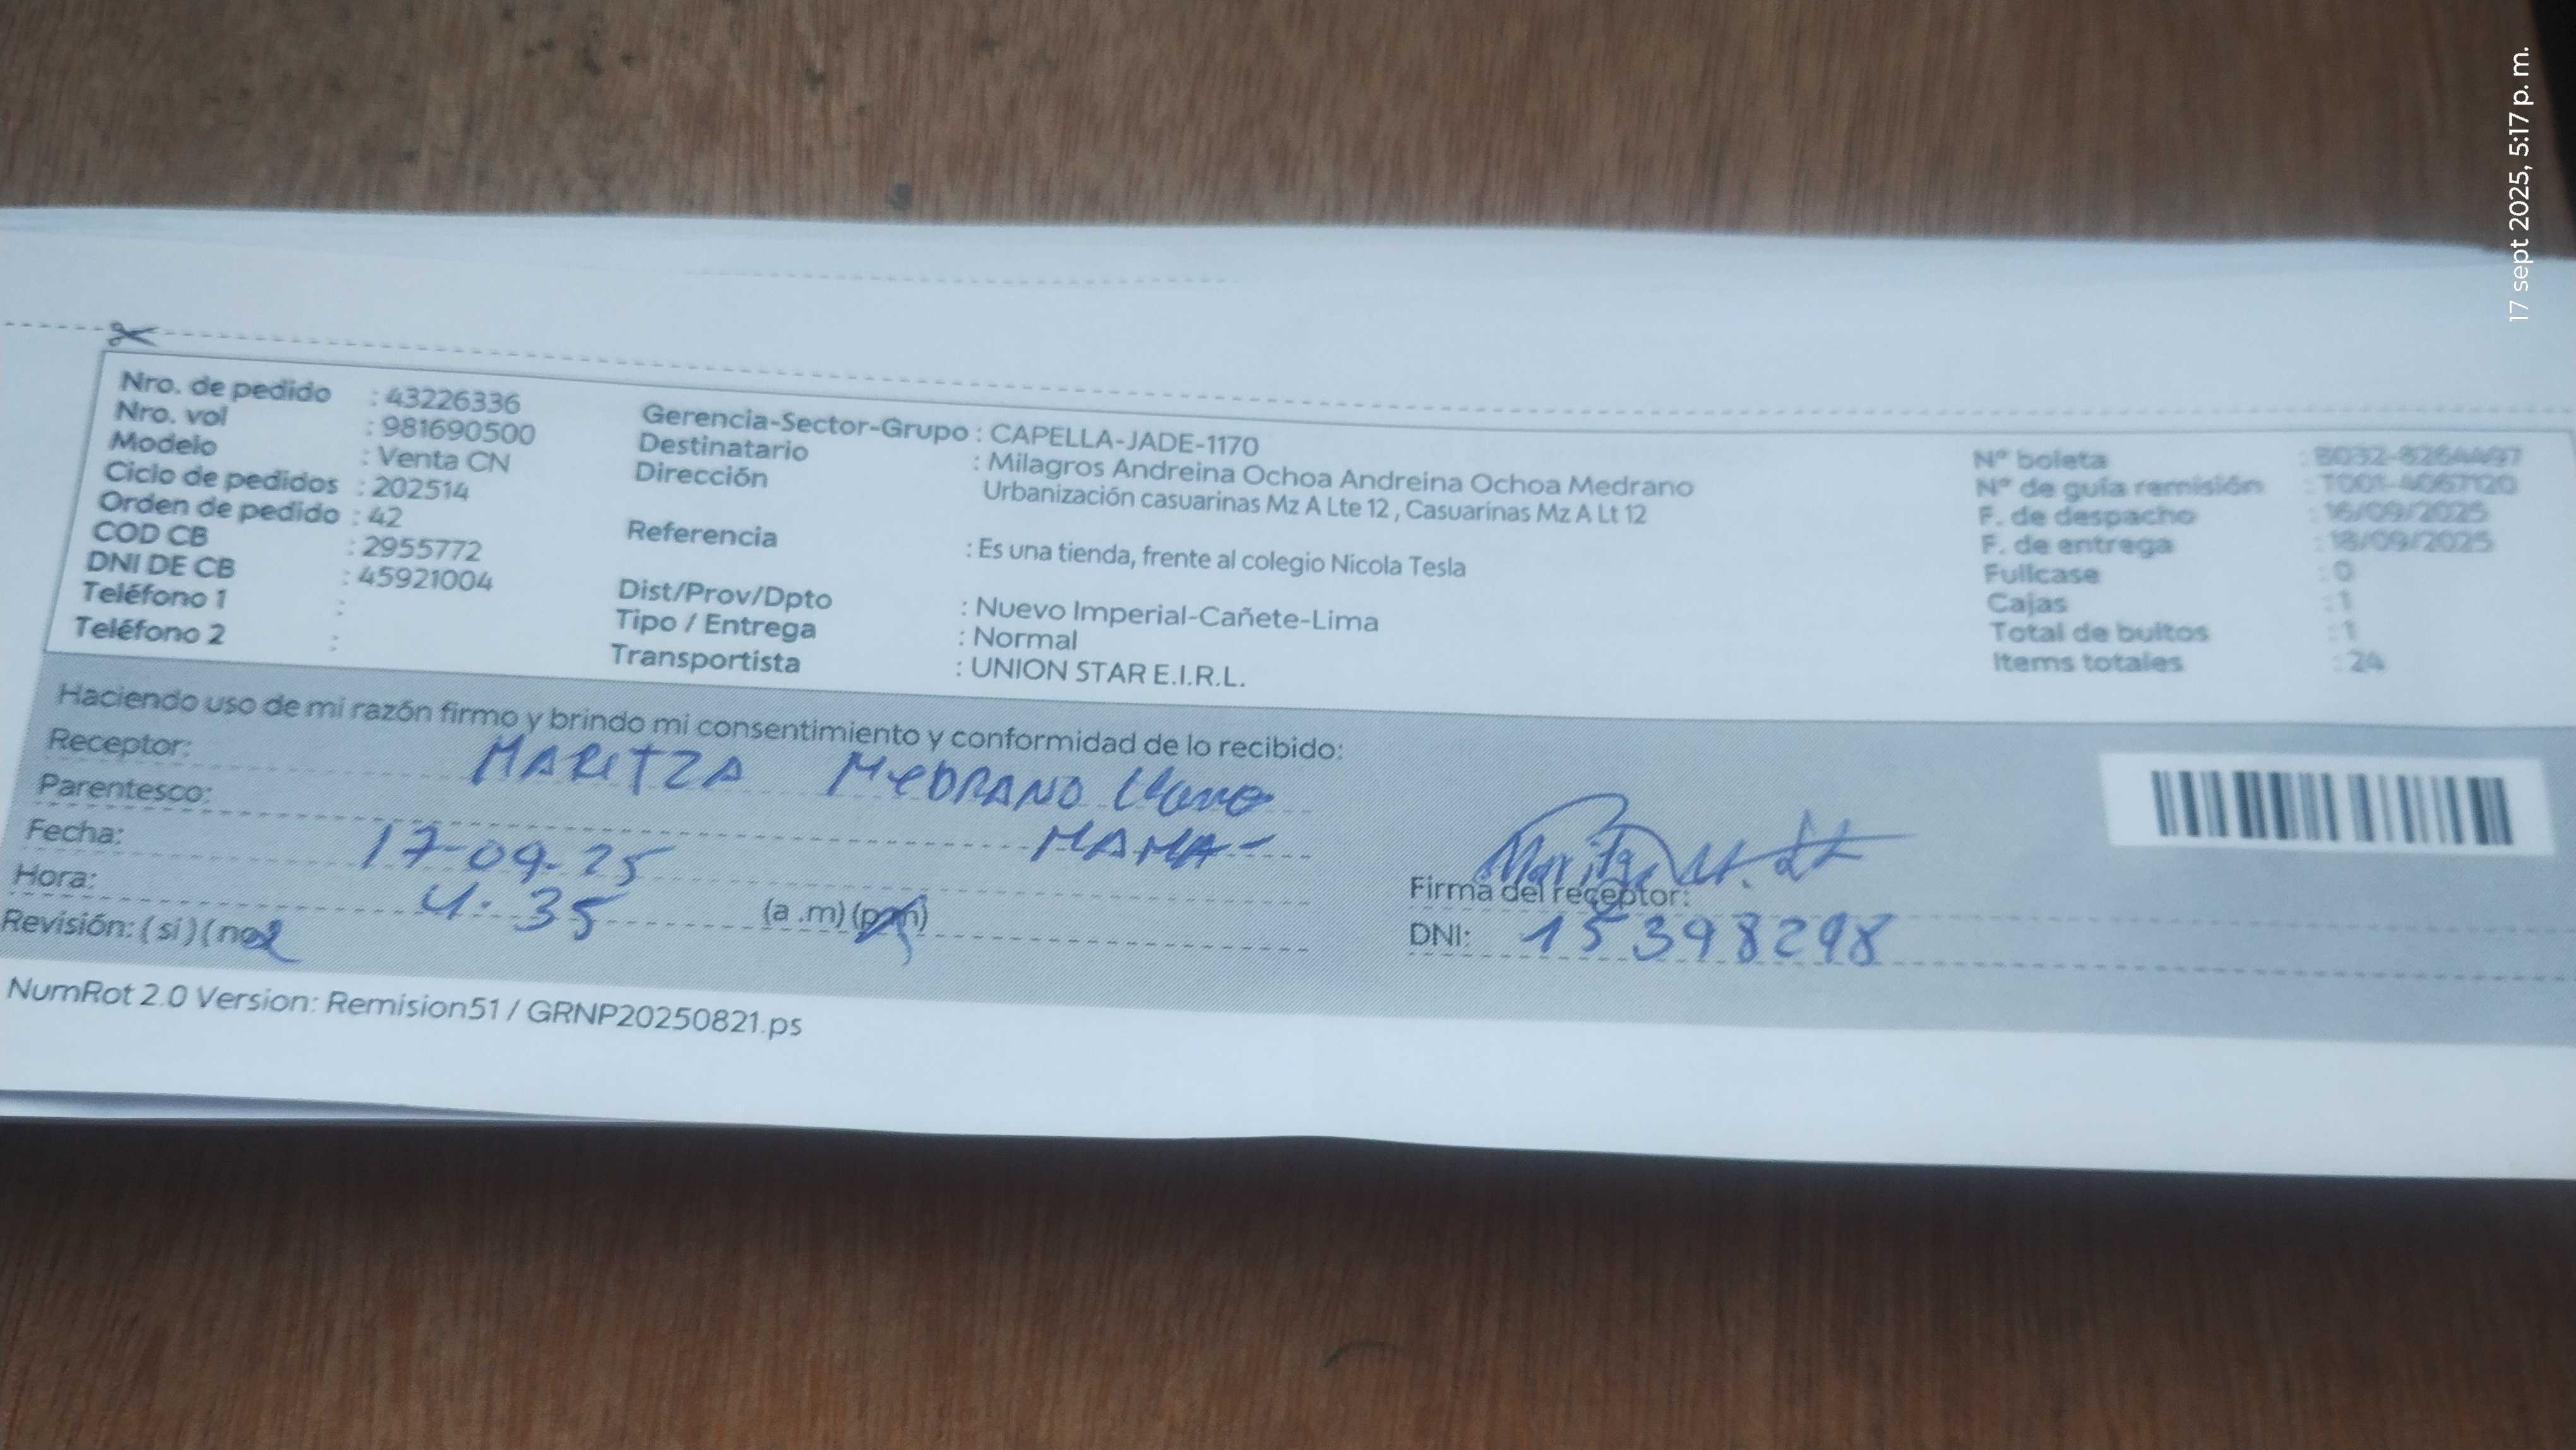 17 sept 2025, 5:17 p. m.
Nro. de pedido : 43226336
Nro. vol : 981690500
Modelo : Venta CN
Ciclo de pedidos : 202514
Orden de pedido : 42
COD CB : 2955772
DNI DE CB : 45921004
Teléfono 1 :
Teléfono 2 :
Gerencia-Sector-Grupo : CAPELLA-JADE-1170
Destinatario : Milagros Andreina Ochoa Andreina Ochoa Medrano
Dirección Urbanización casuarinas Mz A Lte 12 , Casuarinas Mz A Lt 12
Referencia : Es una tienda, frente al colegio Nicola Tesla
Dist/Prov/Dpto : Nuevo Imperial-Cañete-Lima
Tipo / Entrega : Normal
Transportista : UNION STAR E.I.R.L.
N° boleta :
N° de guía remisión :
F. de despacho : 16/09/2025
F. de entrega : 18/09/2025
Fullcase : 0
Cajas : 1
Total de bultos : 1
Items totales : 24
Haciendo uso de mi razón firmo y brindo mi consentimiento y conformidad de lo recibido:
Receptor: MARITZA MEDRANO
Parentesco: MAMA-
Fecha: 17-09-25
Hora: 4:35 (a .m) (p.m)
Revisión: ( si ) ( no
Firma del receptor:
DNI: 15398298
NumRot 2.0 Version: Remision51 / GRNP20250821.ps